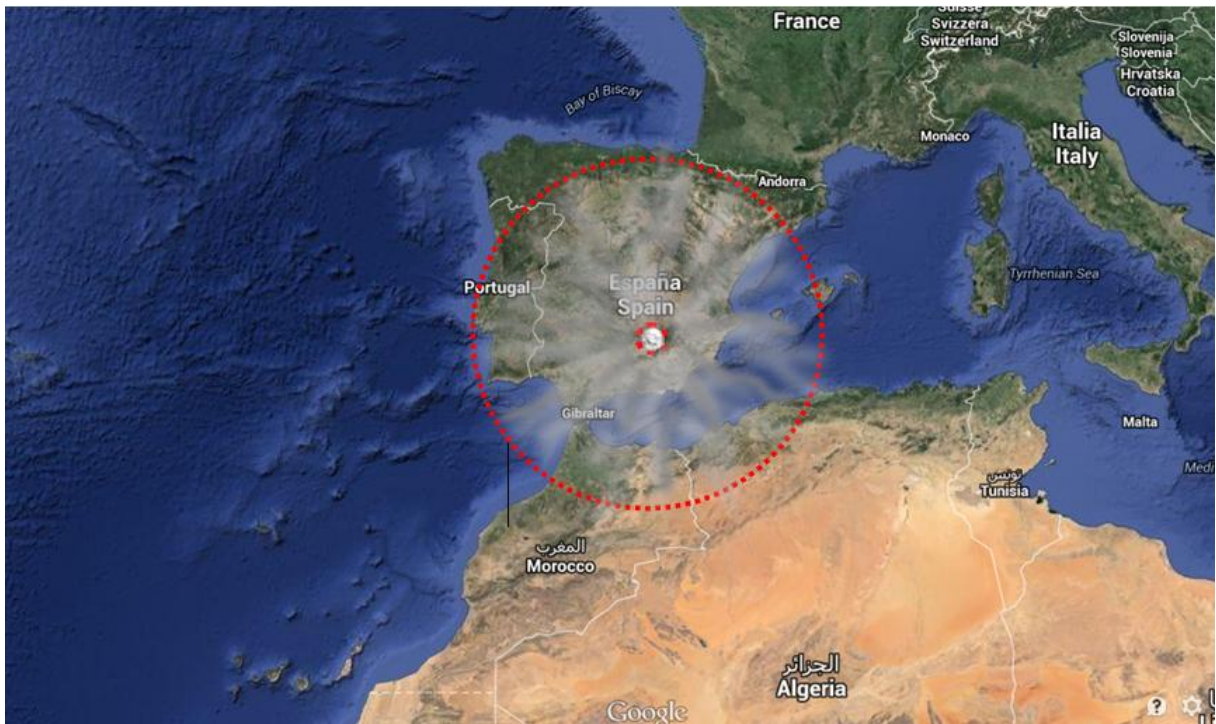 France
Svizzera
Switzerland
Slovenija
Slovenia
Hrvatska
Croatia
Bay of Biscay
Monaco
Italia
Italy
Andorra
Tyrrhenian Sea
Portugal
España
Spain
Gibraltar
Malta
تونس
Tunisia
المغرب
Morocco
الجزائر
Algeria
Google
?